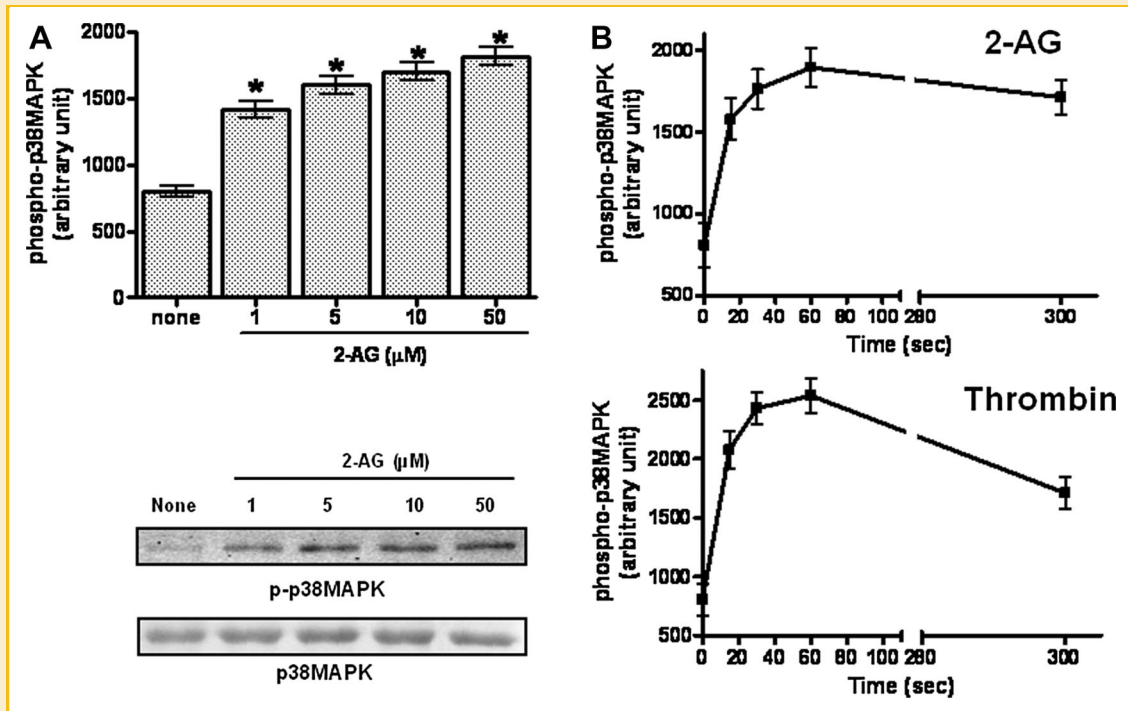 A
phospho-p38MAPK
(arbitrary unit)
2000
1500
1000
500
0
*
*
*
*
none 1 5 10 50
2-AG (µM)
2-AG (µM)
None 1 5 10 50
p-p38MAPK
p38MAPK
B
2-AG
phospho-p38MAPK
(arbitrary unit)
2000
1500
1000
500
0 20 40 60 80 100 280 300
Time (sec)
Thrombin
phospho-p38MAPK
(arbitrary unit)
2500
2000
1500
1000
500
0 20 40 60 80 100 280 300
Time (sec)